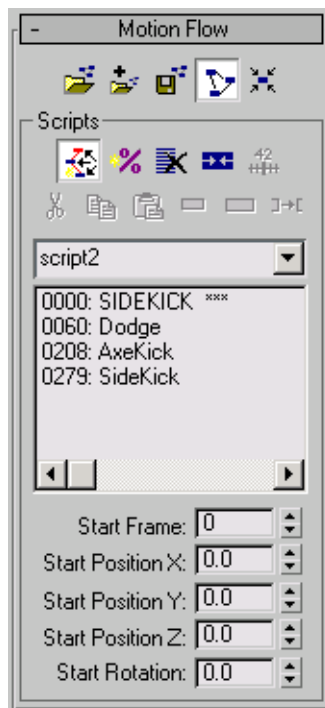 - Motion Flow
Scripts
%
42
script2
0000: SIDEKICK ***
0060: Dodge
0208: AxeKick
0279: SideKick
Start Frame: 0
Start Position X: 0.0
Start Position Y: 0.0
Start Position Z: 0.0
Start Rotation: 0.0